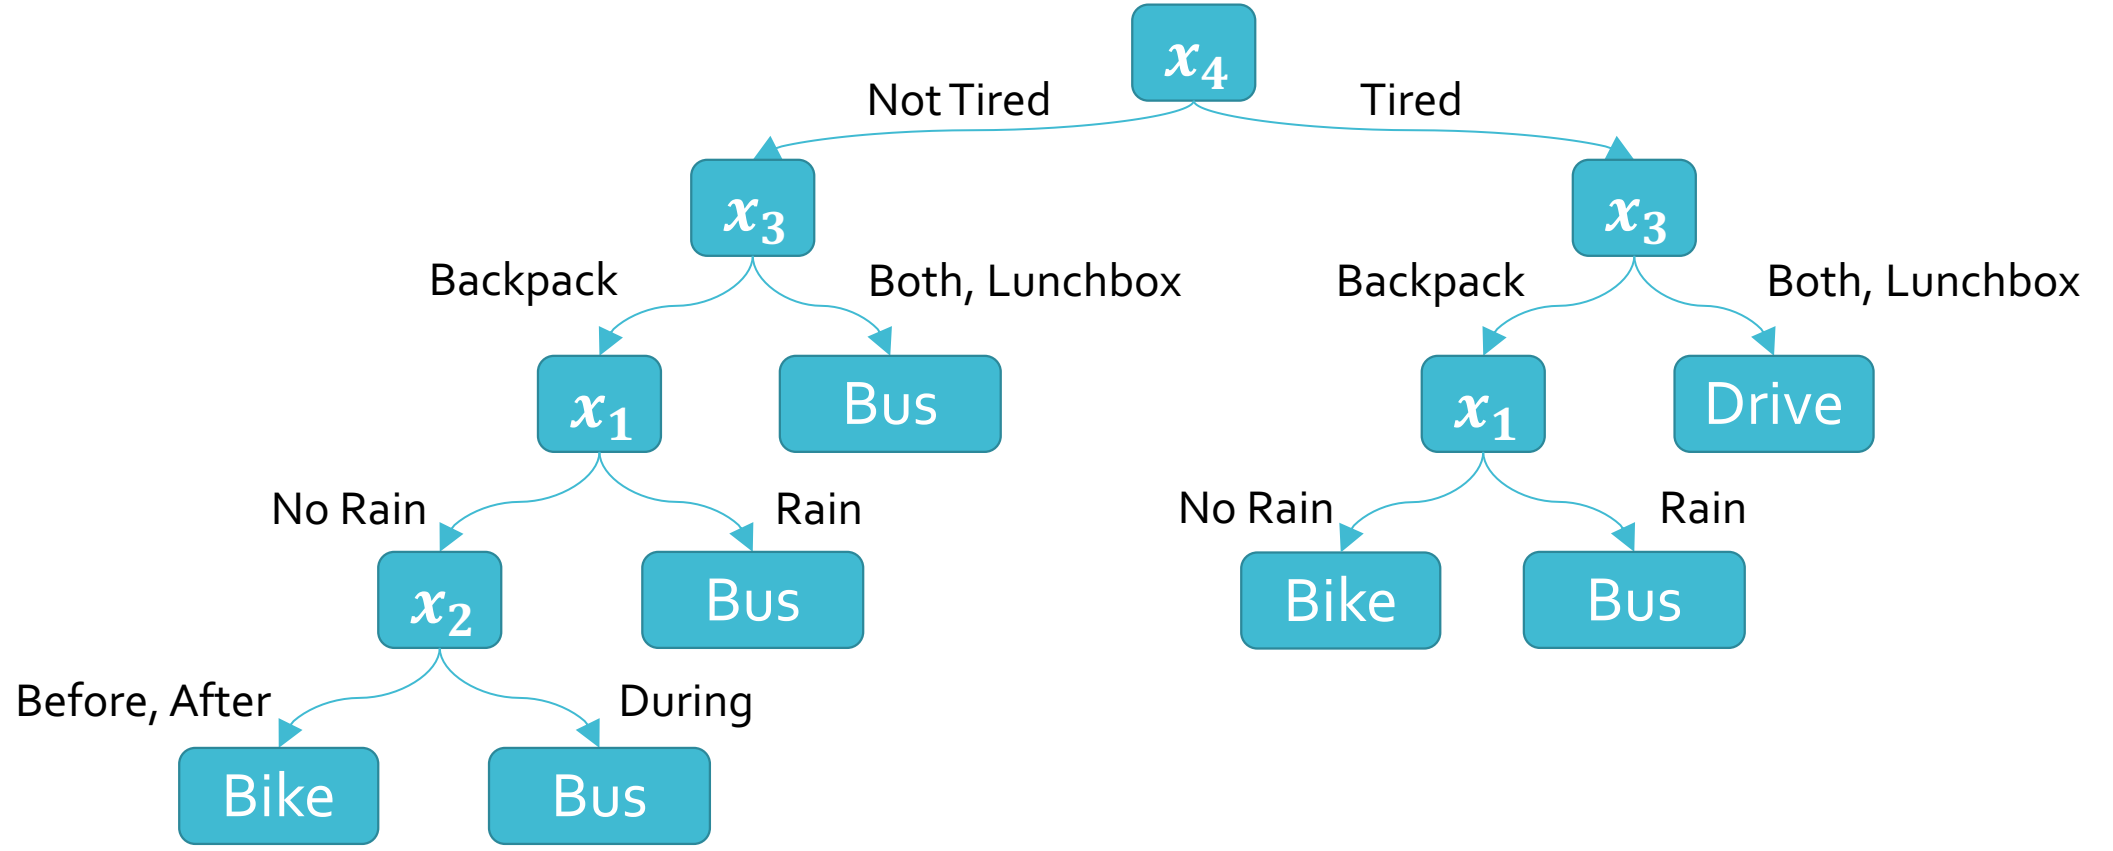 x₄
Not Tired
Tired
x₃
x₃
Backpack
Both, Lunchbox
Backpack
Both, Lunchbox
x₁
Bus
x₁
Drive
No Rain
Rain
No Rain
Rain
x₂
Bus
Bike
Bus
Before, After
During
Bike
Bus